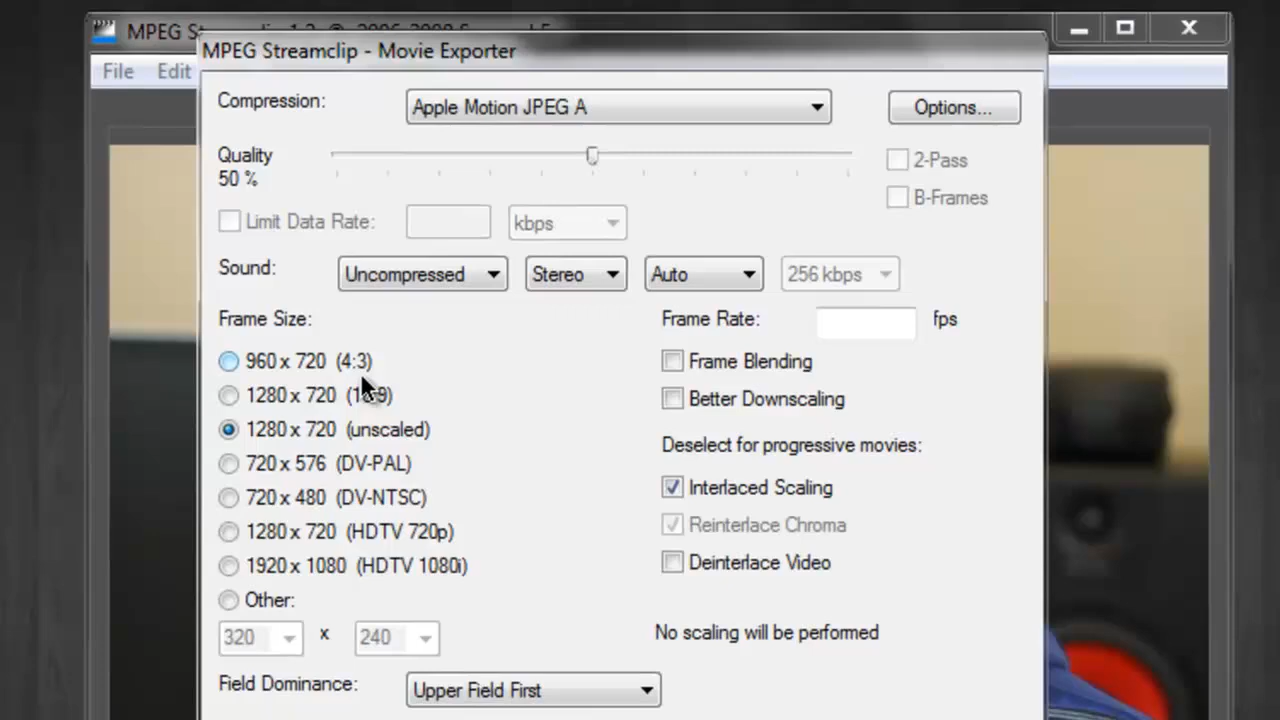 MPEG S
MPEG Streamclip - Movie Exporter
File Edit
Compression: Apple Motion JPEG A Options...
Quality
50 %
2-Pass
B-Frames
Limit Data Rate: kbps
Sound: Uncompressed Stereo Auto 256 kbps
Frame Size: Frame Rate: fps
960 x 720 (4:3) Frame Blending
1280 x 720 Better Downscaling
1280 x 720 (unscaled)
Deselect for progressive movies:
720 x 576 (DV-PAL)
Interlaced Scaling
720 x 480 (DV-NTSC)
Reinterlace Chroma
1280 x 720 (HDTV 720p)
Deinterlace Video
1920 x 1080 (HDTV 1080i)
Other:
320 x 240 No scaling will be performed
Field Dominance: Upper Field First